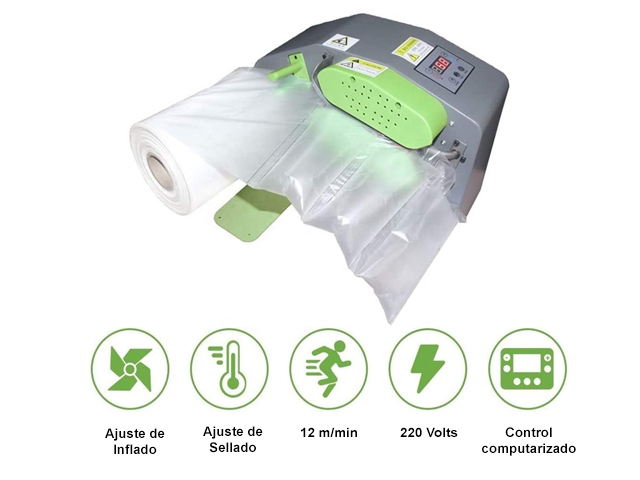 Ajuste de
Inflado
Ajuste de
Sellado
12 m/min
220 Volts
Control
computarizado